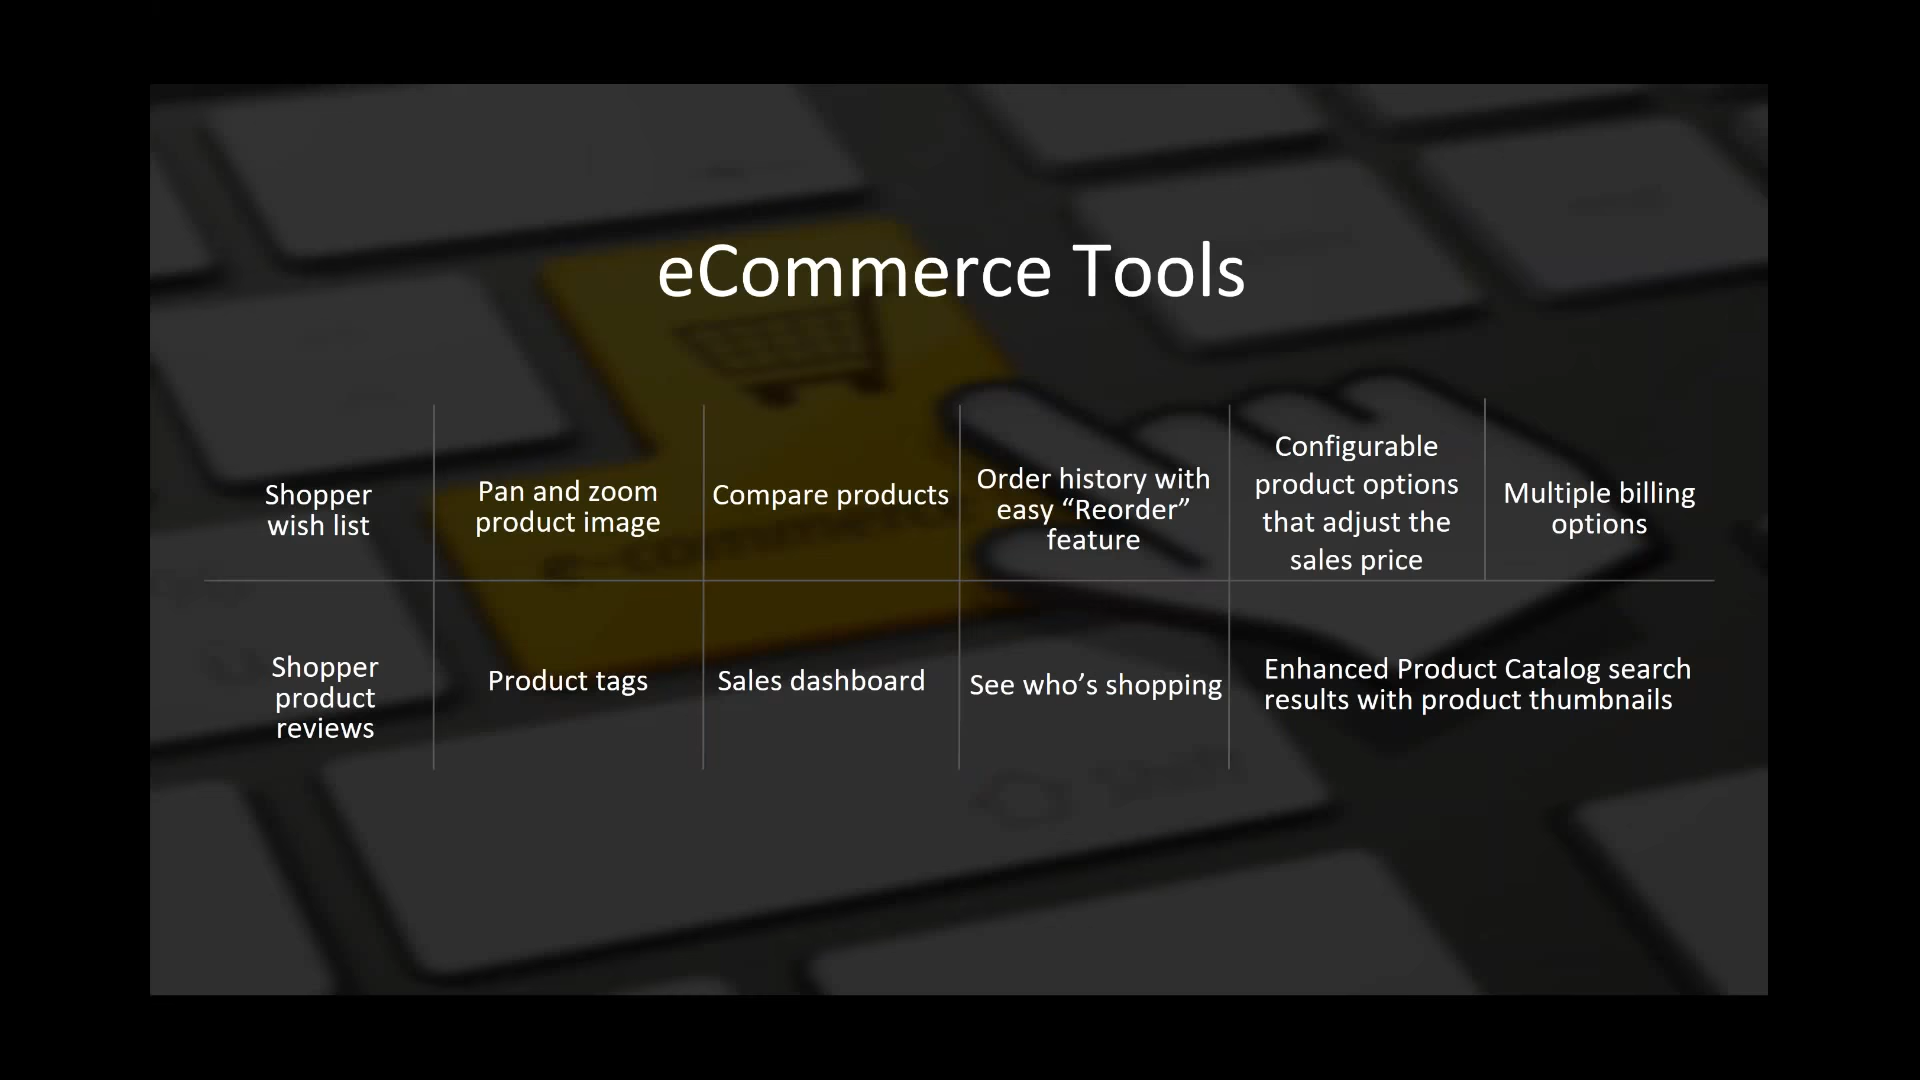 eCommerce Tools
Shopper
wish list
Pan and zoom
product image
Compare products
Order history with
easy “Reorder”
feature
Configurable
product options
that adjust the
sales price
Multiple billing
options
Shopper
product
reviews
Product tags
Sales dashboard
See who’s shopping
Enhanced Product Catalog search
results with product thumbnails
e-commerce